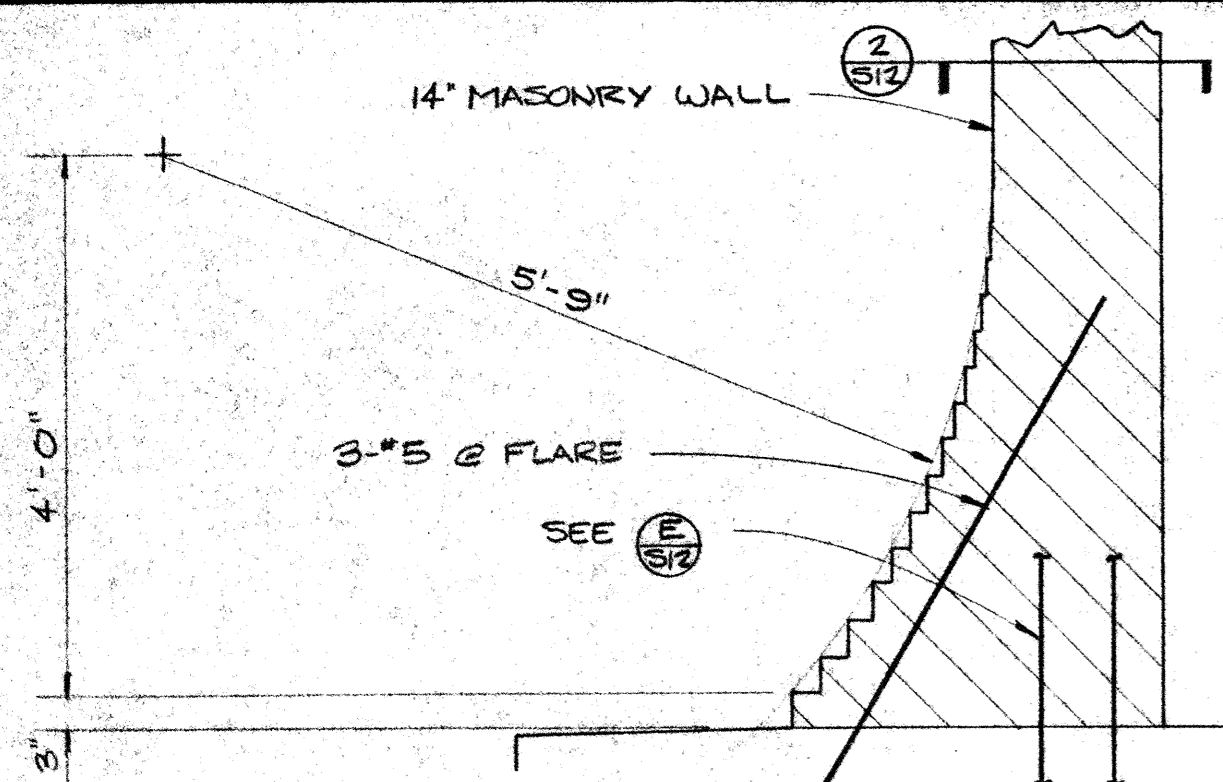 2
S12
14" MASONRY WALL
5'-9"
4'-0"
3-#5 @ FLARE
SEE E
S12
3"